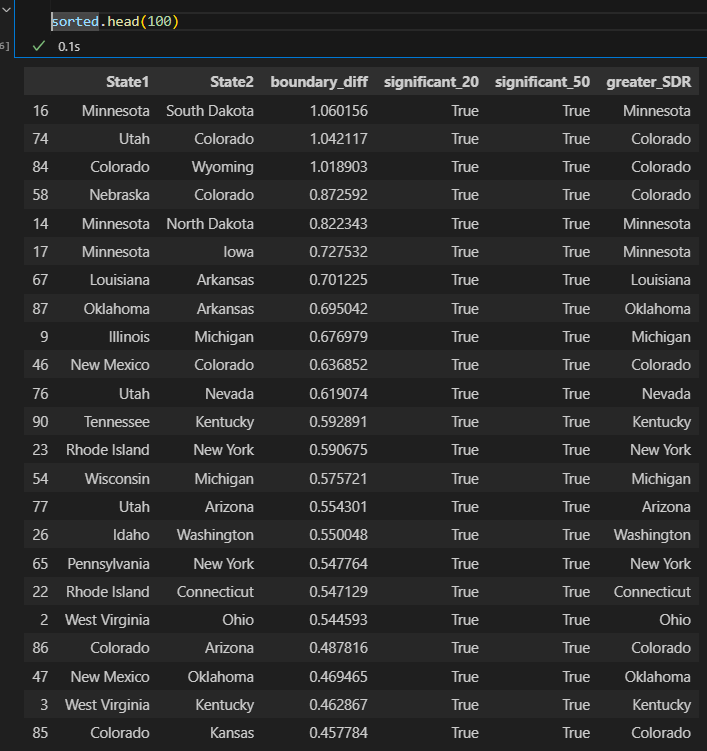 sorted.head(100)
6] 0.1s
State1 State2 boundary_diff significant_20 significant_50 greater_SDR
16 Minnesota South Dakota 1.060156 True True Minnesota
74 Utah Colorado 1.042117 True True Colorado
84 Colorado Wyoming 1.018903 True True Colorado
58 Nebraska Colorado 0.872592 True True Colorado
14 Minnesota North Dakota 0.822343 True True Minnesota
17 Minnesota Iowa 0.727532 True True Minnesota
67 Louisiana Arkansas 0.701225 True True Louisiana
87 Oklahoma Arkansas 0.695042 True True Oklahoma
9 Illinois Michigan 0.676979 True True Michigan
46 New Mexico Colorado 0.636852 True True Colorado
76 Utah Nevada 0.619074 True True Nevada
90 Tennessee Kentucky 0.592891 True True Kentucky
23 Rhode Island New York 0.590675 True True New York
54 Wisconsin Michigan 0.575721 True True Michigan
77 Utah Arizona 0.554301 True True Arizona
26 Idaho Washington 0.550048 True True Washington
65 Pennsylvania New York 0.547764 True True New York
22 Rhode Island Connecticut 0.547129 True True Connecticut
2 West Virginia Ohio 0.544593 True True Ohio
86 Colorado Arizona 0.487816 True True Colorado
47 New Mexico Oklahoma 0.469465 True True Oklahoma
3 West Virginia Kentucky 0.462867 True True Kentucky
85 Colorado Kansas 0.457784 True True Colorado